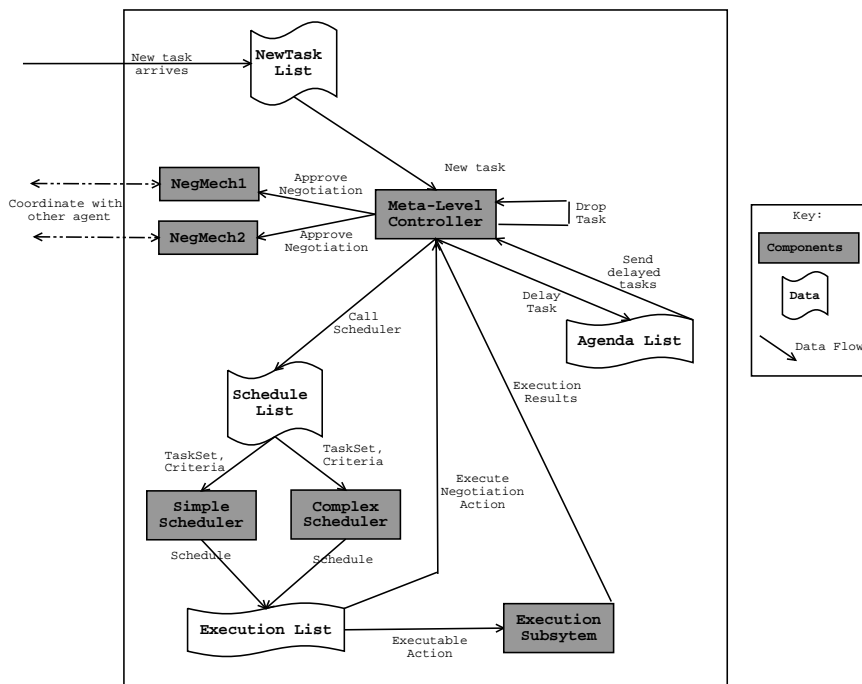 New task
arrives
NewTask
List
New task
NegMech1
Approve
Negotiation
Coordinate with
other agent
NegMech2
Approve
Negotiation
Meta-Level
Controller
Drop
Task
Key:
Components
Data
Data Flow
Send
delayed
tasks
Delay
Task
Agenda List
Call
Scheduler
Schedule
List
Execution
Results
TaskSet,
Criteria
TaskSet,
Criteria
Execute
Negotiation
Action
Simple
Scheduler
Complex
Scheduler
Schedule
Schedule
Execution List
Executable
Action
Execution
Subsytem